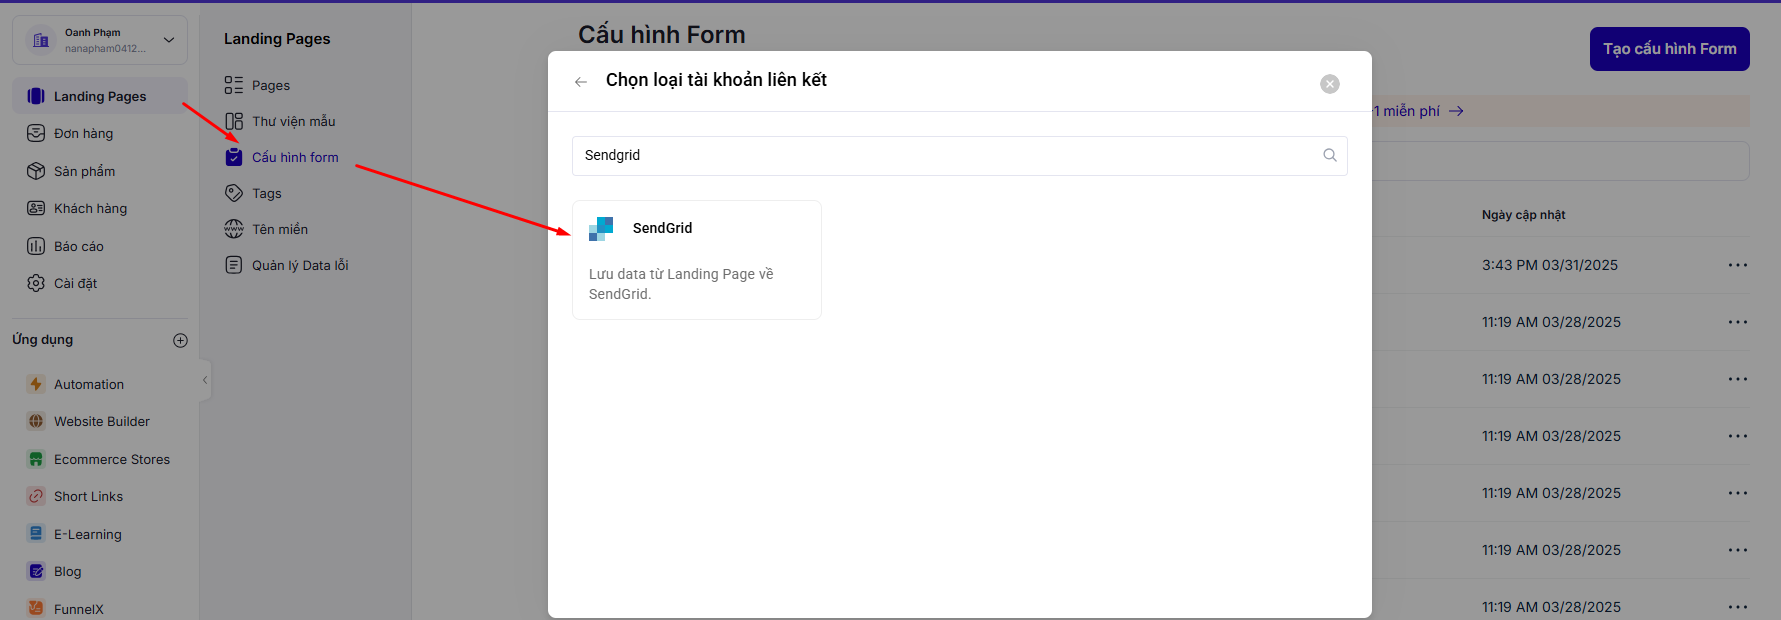 Oanh Phạm
nanapham0412...
Landing Pages
Đơn hàng
Sản phẩm
Khách hàng
Báo cáo
Cài đặt
Ứng dụng
Automation
Website Builder
Ecommerce Stores
Short Links
E-Learning
Blog
FunnelX
Landing Pages
Pages
Thư viện mẫu
Cấu hình form
Tags
Tên miền
Quản lý Data lỗi
Cấu hình Form
Tạo cấu hình Form
1 miễn phí
Chọn loại tài khoản liên kết
Sendgrid
SendGrid
Lưu data từ Landing Page về
SendGrid.
Ngày cập nhật
3:43 PM 03/31/2025
11:19 AM 03/28/2025
11:19 AM 03/28/2025
11:19 AM 03/28/2025
11:19 AM 03/28/2025
11:19 AM 03/28/2025
11:19 AM 03/28/2025